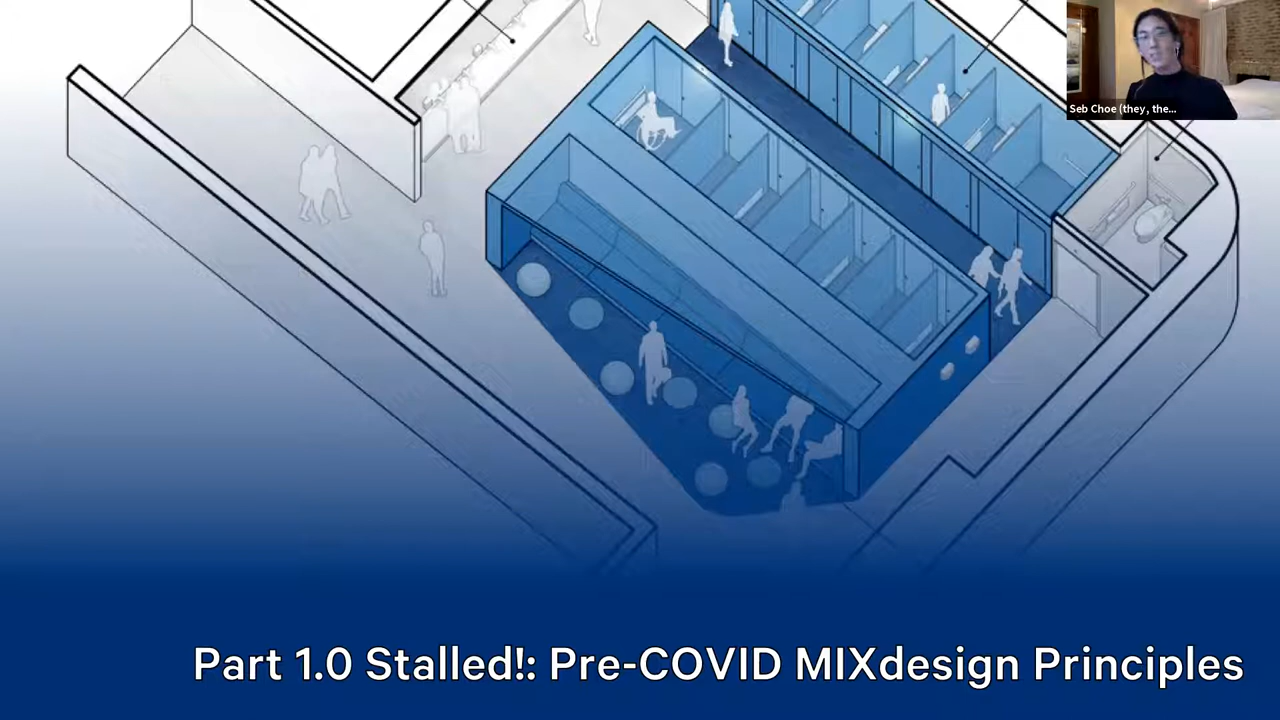 Seb Choe (they, the...
Part 1.0 Stalled!: Pre-COVID MIXdesign Principles